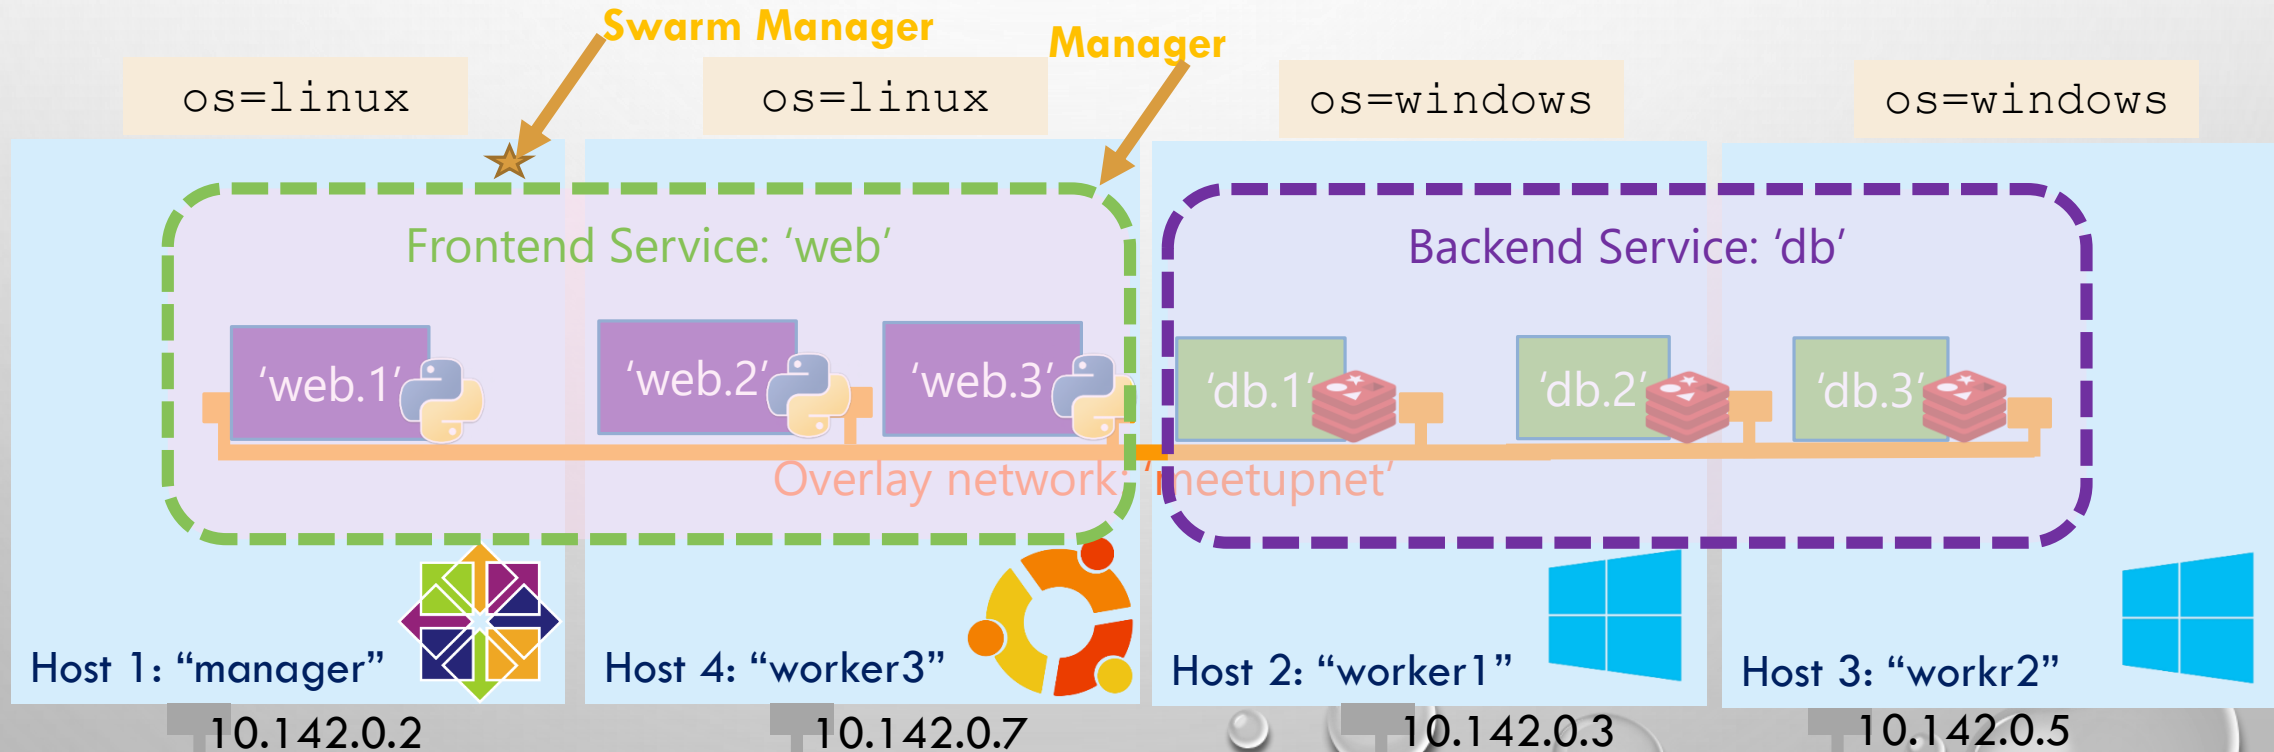 Swarm Manager
Manager
os=linux
os=linux
os=windows
os=windows
Frontend Service: ‘web’
Backend Service: ‘db’
‘web.1’
‘web.2’
‘web.3’
‘db.1’
‘db.2’
‘db.3’
Overlay network: ‘meetupnet’
Host 1: “manager”
Host 4: “worker3”
Host 2: “worker1”
Host 3: “workr2”
10.142.0.2
10.142.0.7
10.142.0.3
10.142.0.5